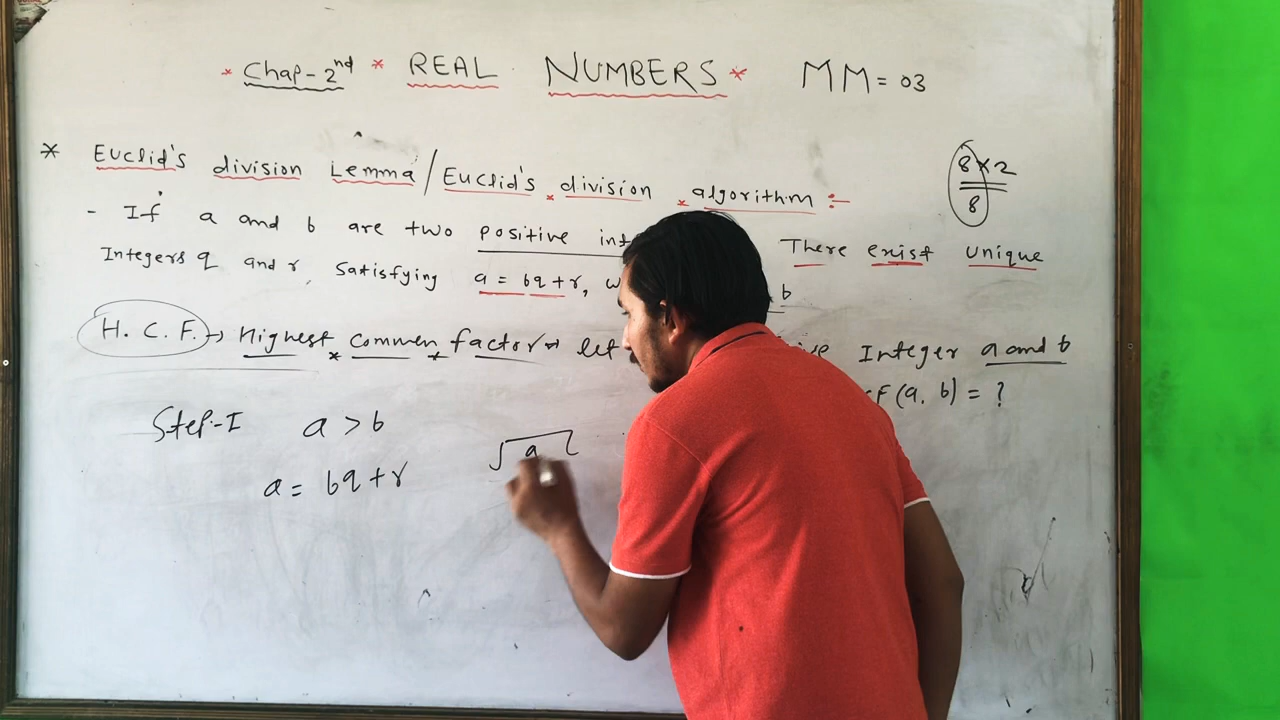 * Chap-2nd * REAL NUMBERS * MM = 03
* Euclid's division Lemma/Euclid's division algorithm :-
8×2
8
- If a and b are two positive There exist unique
Integers q and r satisfying a = bq+r, b
H. C. F. → Highest Common factor let Integer a and b
(a, b) = ?
Step-I a > b
a
a = bq + r